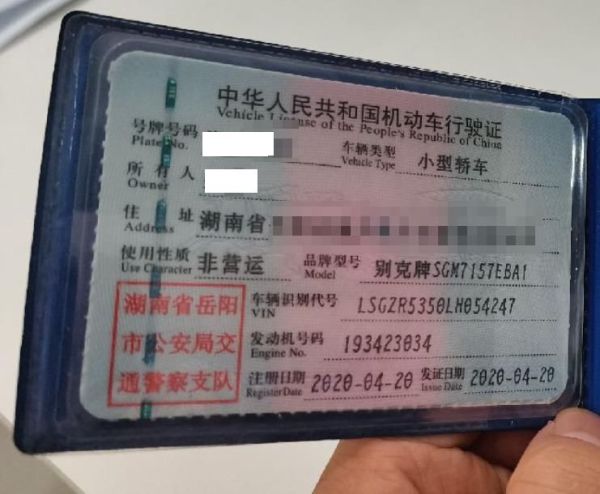 中华人民共和国机动车行驶证
Vehicle License of the People's Republic of China
号牌号码
Plate No.
车辆类型 小型轿车
Vehicle Type
所有人
Owner
住址 湖南省
Address
使用性质 非营运
Use Character
品牌型号 别克牌SGM7157EBA1
Model
湖南省岳阳
市公安局交
通警察支队
车辆识别代号 LSGZR5350LH054247
VIN
发动机号码 193423034
Engine No.
注册日期 2020-04-20 发证日期 2020-04-20
Register Date Issue Date